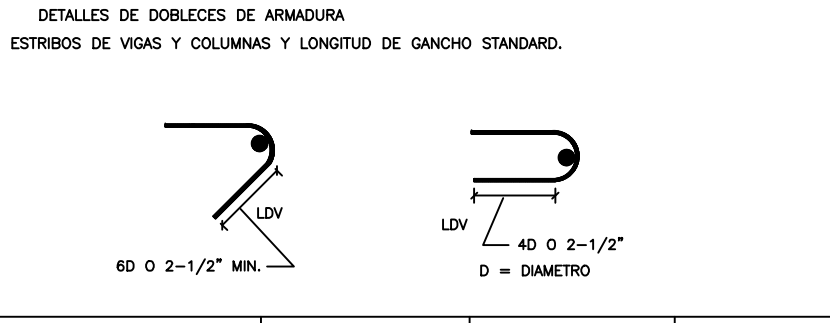 DETALLES DE DOBLECES DE ARMADURA
ESTRIBOS DE VIGAS Y COLUMNAS Y LONGITUD DE GANCHO STANDARD.
LDV
6D O 2-1/2" MIN.
LDV
4D O 2-1/2"
D = DIAMETRO